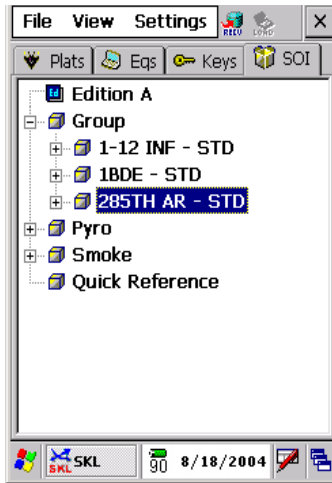 File View Settings RECV LOAD X
Plats Eqs Keys SOI
Ed Edition A
Group
1-12 INF - STD
1BDE - STD
285TH AR - STD
Pyro
Smoke
Quick Reference
SKL SKL 90 8/18/2004